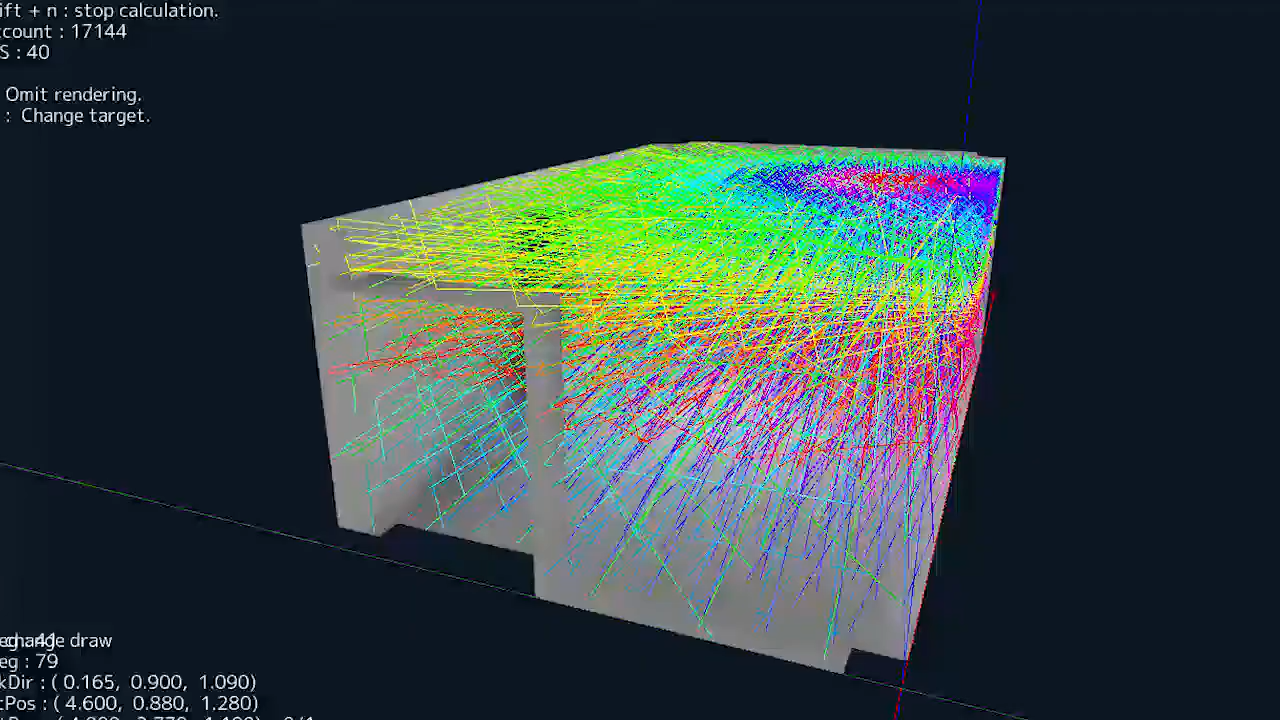 ift + n : stop calculation.
count : 17144
S : 40
Omit rendering.
: Change target.
change draw
eg : 79
kDir : ( 0.165, 0.900, 1.090)
tPos : ( 4.600, 0.880, 1.280)